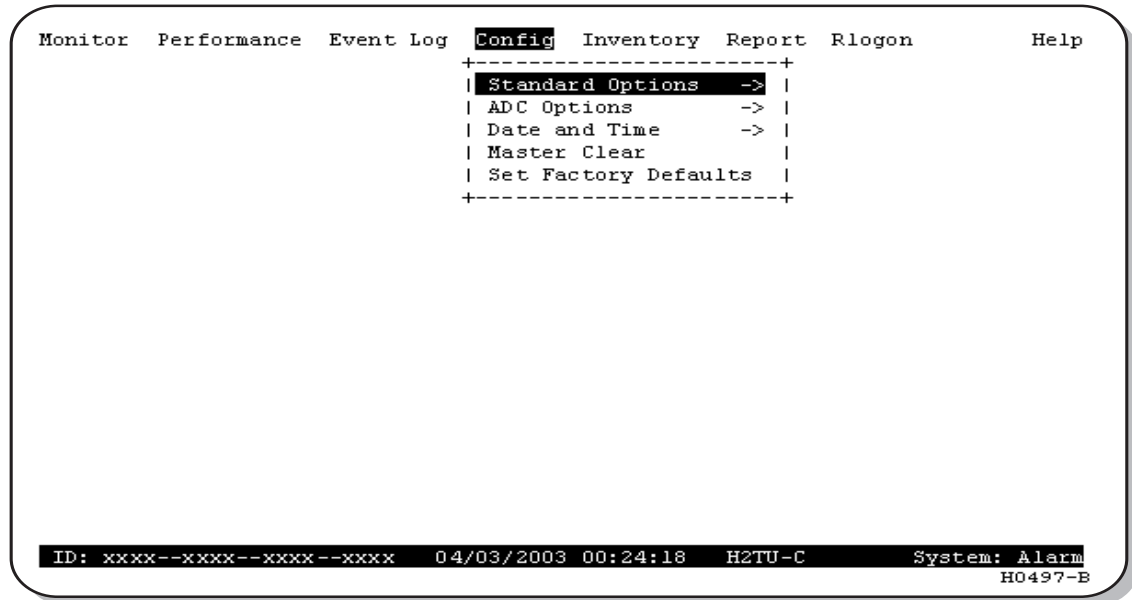 Monitor Performance Event Log Config Inventory Report Rlogon Help
+-----------------------+
| Standard Options -> |
| ADC Options -> |
| Date and Time -> |
| Master Clear |
| Set Factory Defaults |
+-----------------------+
ID: xxxx--xxxx--xxxx--xxxx 04/03/2003 00:24:18 H2TU-C System: Alarm
H0497-B